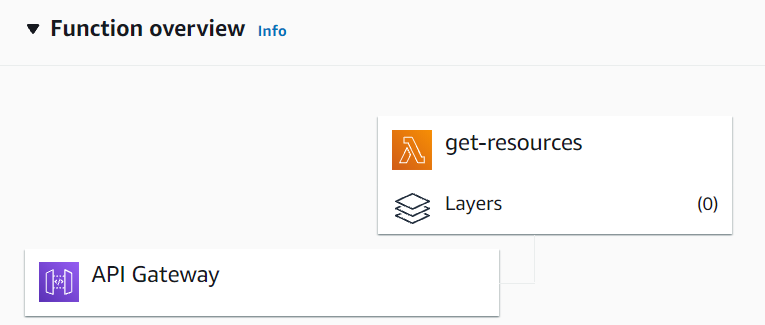 Function overview Info
get-resources
Layers (0)
API Gateway